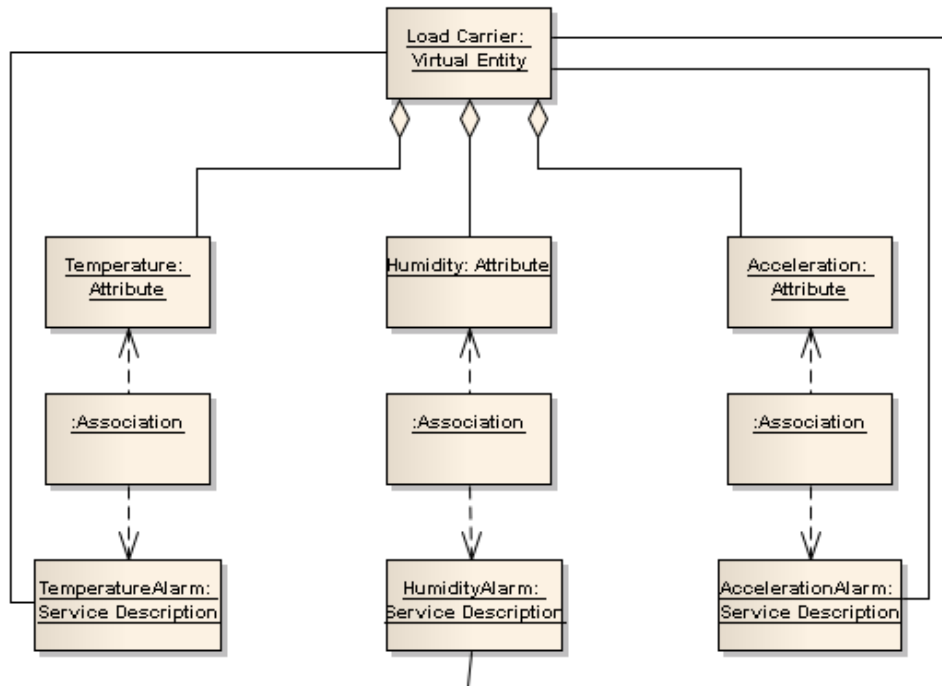 Load Carrier:
Virtual Entity
Temperature:
Attribute
Humidity: Attribute
Acceleration:
Attribute
:Association
:Association
:Association
TemperatureAlarm:
Service Description
HumidityAlarm:
Service Description
AccelerationAlarm:
Service Description